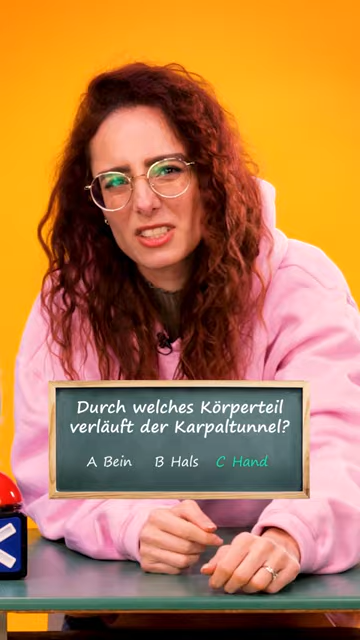 Durch welches Körperteil
verläuft der Karpaltunnel?
A Bein B Hals C Hand